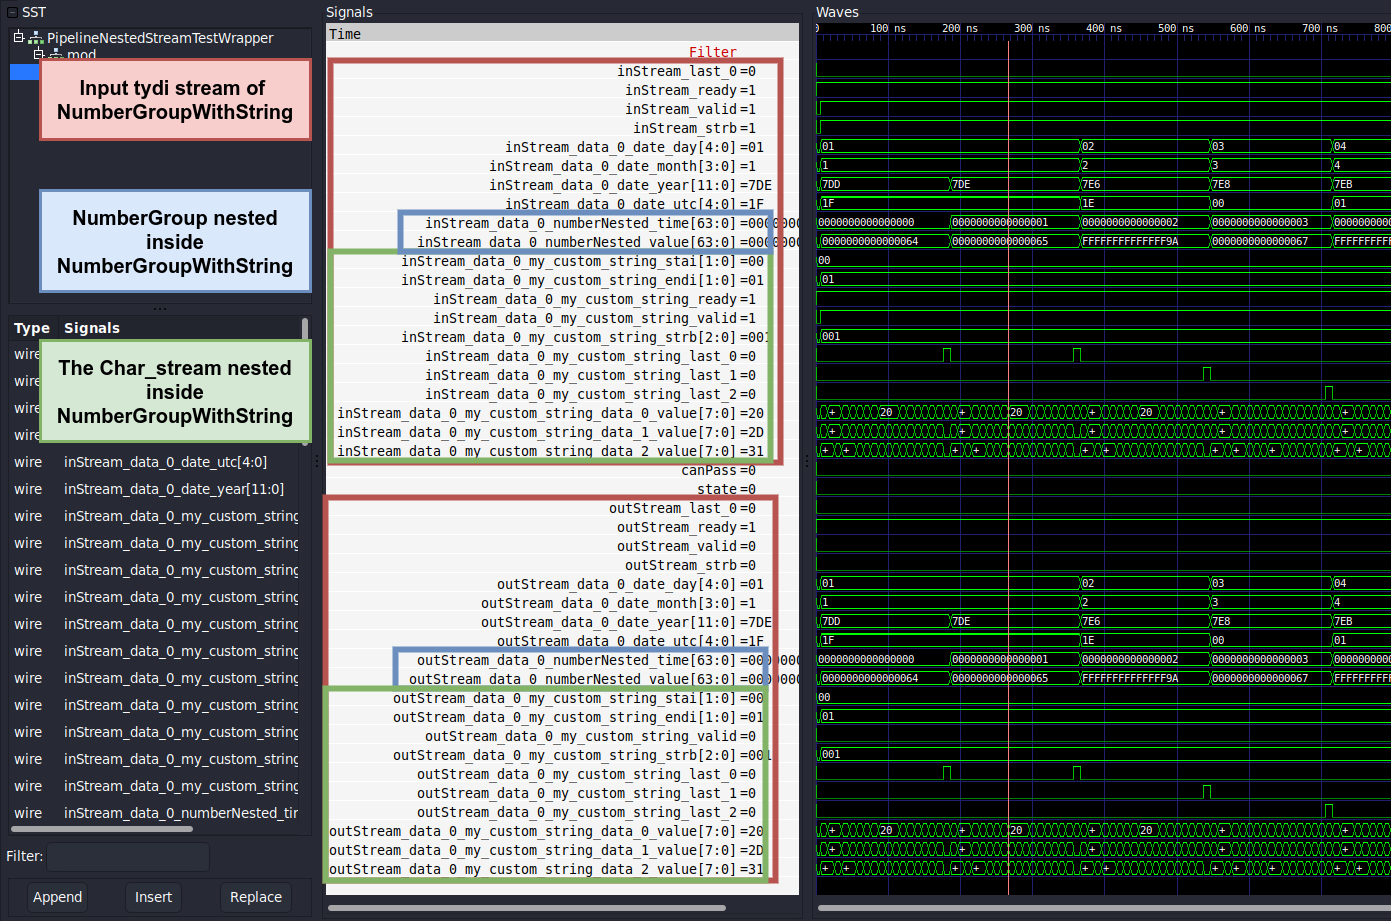 SST
PipelineNestedStreamTestWrapper
mod
Input tydi stream of
NumberGroupWithString
NumberGroup nested
inside
NumberGroupWithString
Type Signals
wire
wire
wire
wire
The Char_stream nested
inside
NumberGroupWithString
wire inStream_data_0_date_utc[4:0]
wire inStream_data_0_date_year[11:0]
wire inStream_data_0_my_custom_string
wire inStream_data_0_my_custom_string
wire inStream_data_0_my_custom_string
wire inStream_data_0_my_custom_string
wire inStream_data_0_my_custom_string
wire inStream_data_0_my_custom_string
wire inStream_data_0_my_custom_string
wire inStream_data_0_my_custom_string
wire inStream_data_0_my_custom_string
wire inStream_data_0_my_custom_string
wire inStream_data_0_my_custom_string
wire inStream_data_0_numberNested_tir
Filter:
Append Insert Replace
Signals
Time
Filter
inStream_last_0=0
inStream_ready=1
inStream_valid=1
inStream_strb=1
inStream_data_0_date_day[4:0]=01
inStream_data_0_date_month[3:0]=1
inStream_data_0_date_year[11:0]=7DE
inStream_data_0_date_utc[4:0]=1F
inStream_data_0_numberNested_time[63:0]=0000000
inStream_data_0_numberNested_value[63:0]=0000000
inStream_data_0_my_custom_string_stai[1:0]=00
inStream_data_0_my_custom_string_endi[1:0]=01
inStream_data_0_my_custom_string_ready=1
inStream_data_0_my_custom_string_valid=1
inStream_data_0_my_custom_string_strb[2:0]=001
inStream_data_0_my_custom_string_last_0=0
inStream_data_0_my_custom_string_last_1=0
inStream_data_0_my_custom_string_last_2=0
inStream_data_0_my_custom_string_data_0_value[7:0]=20
inStream_data_0_my_custom_string_data_1_value[7:0]=2D
inStream_data_0_my_custom_string_data_2_value[7:0]=31
canPass=0
state=0
outStream_last_0=0
outStream_ready=1
outStream_valid=0
outStream_strb=0
outStream_data_0_date_day[4:0]=01
outStream_data_0_date_month[3:0]=1
outStream_data_0_date_year[11:0]=7DE
outStream_data_0_date_utc[4:0]=1F
outStream_data_0_numberNested_time[63:0]=0000000
outStream_data_0_numberNested_value[63:0]=0000000
outStream_data_0_my_custom_string_stai[1:0]=00
outStream_data_0_my_custom_string_endi[1:0]=01
outStream_data_0_my_custom_string_valid=0
outStream_data_0_my_custom_string_strb[2:0]=001
outStream_data_0_my_custom_string_last_0=0
outStream_data_0_my_custom_string_last_1=0
outStream_data_0_my_custom_string_last_2=0
outStream_data_0_my_custom_string_data_0_value[7:0]=20
outStream_data_0_my_custom_string_data_1_value[7:0]=2D
outStream_data_0_my_custom_string_data_2_value[7:0]=31
Waves
0 100 ns 200 ns 300 ns 400 ns 500 ns 600 ns 700 ns 800
01 02 03 04
1 2 3 4
7DD 7DE 7E6 7E8 7EB
1F 1E 00 01
0000000000000000 0000000000000001 0000000000000002 0000000000000003 00000000
0000000000000064 0000000000000065 FFFFFFFFFFFFFF9A 0000000000000067 FFFFFFFF
00
01
001
+ 20 + 20 + 20 + +
+ + + + +
+ + + + + + + + + + +
01 02 03 04
1 2 3 4
7DD 7DE 7E6 7E8 7EB
1F 1E 00 01
0000000000000000 0000000000000001 0000000000000002 0000000000000003 00000000
0000000000000064 0000000000000065 FFFFFFFFFFFFFF9A 0000000000000067 FFFFFFFF
00
01
001
+ 20 + 20 + 20 + +
+ + + + +
+ + + + + + + + + + +